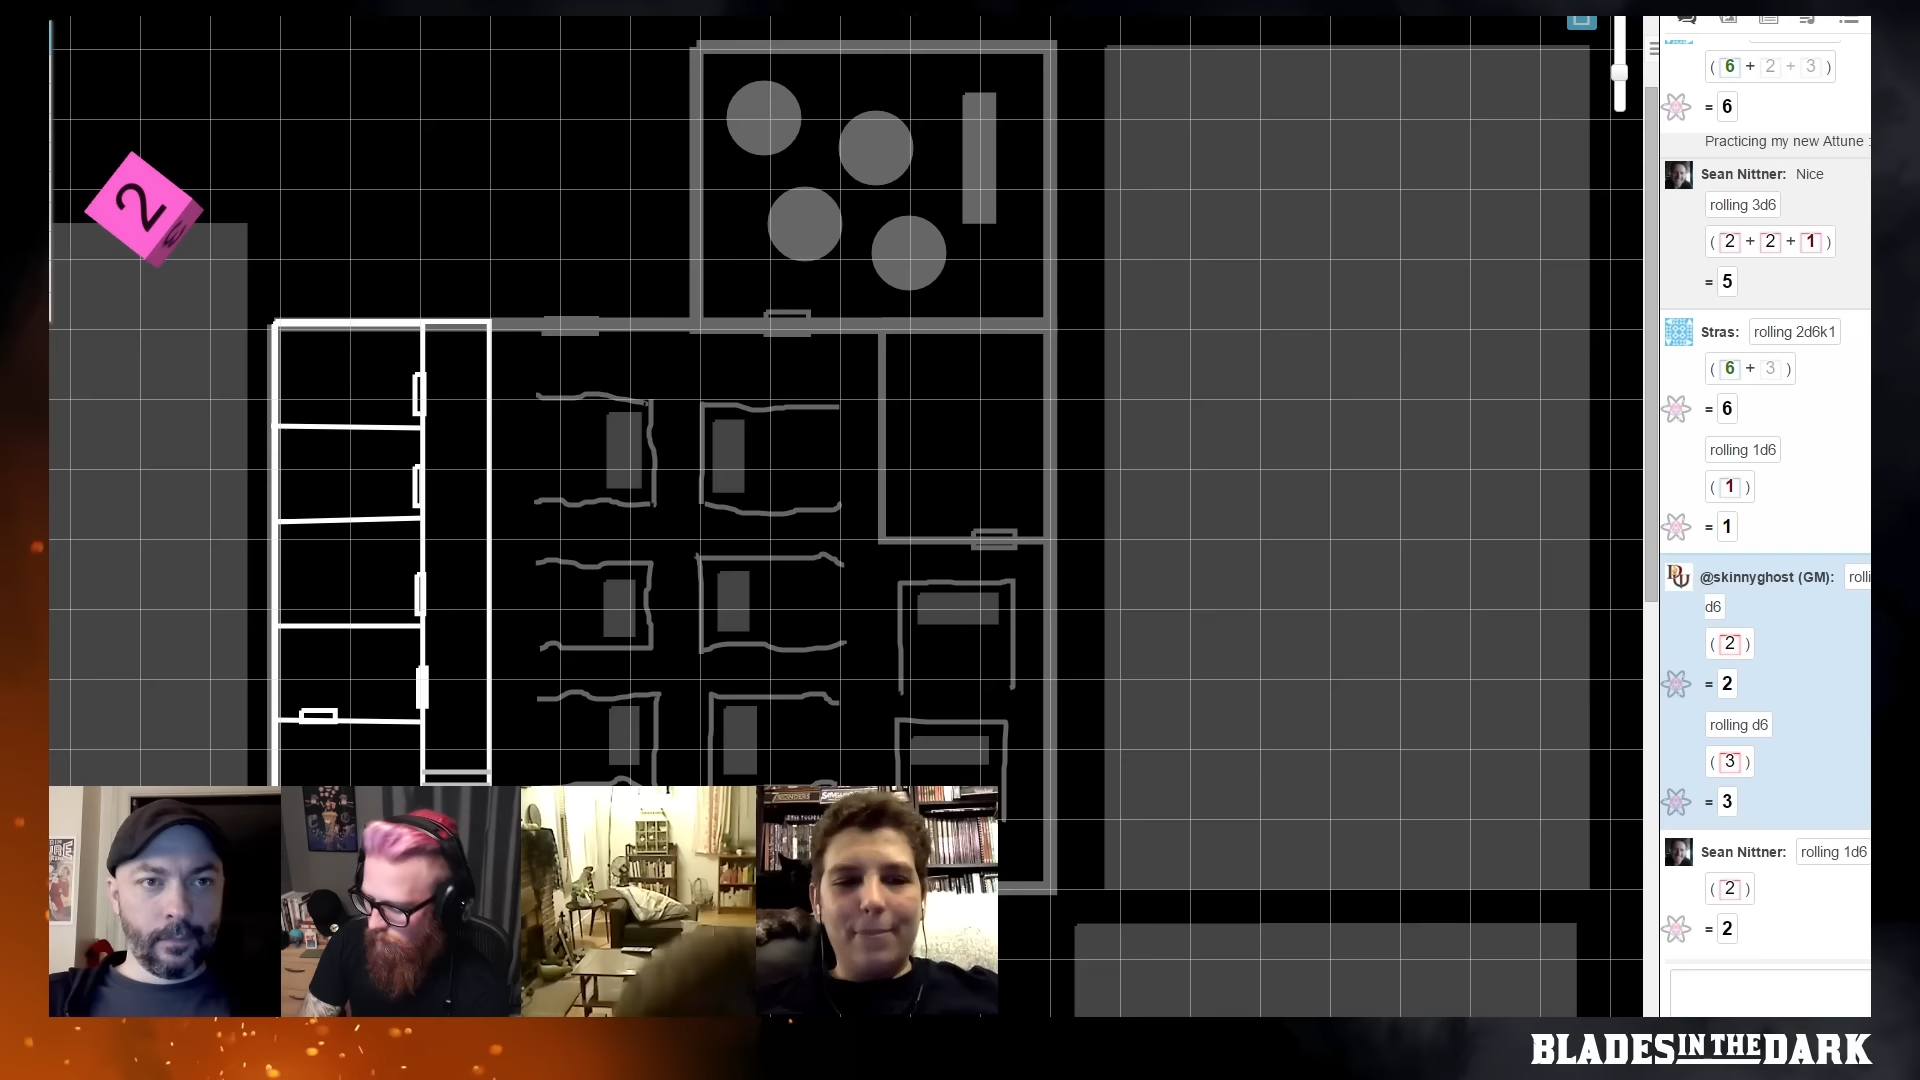 ( 6 + 2 + 3 )
= 6
Practicing my new Attune :
Sean Nittner: Nice
rolling 3d6
( 2 + 2 + 1 )
= 5
Stras: rolling 2d6k1
( 6 + 3 )
= 6
rolling 1d6
( 1 )
= 1
@skinnyghost (GM): rolli
d6
( 2 )
= 2
rolling d6
( 3 )
= 3
Sean Nittner: rolling 1d6
( 2 )
= 2
2
BLADES IN THE DARK